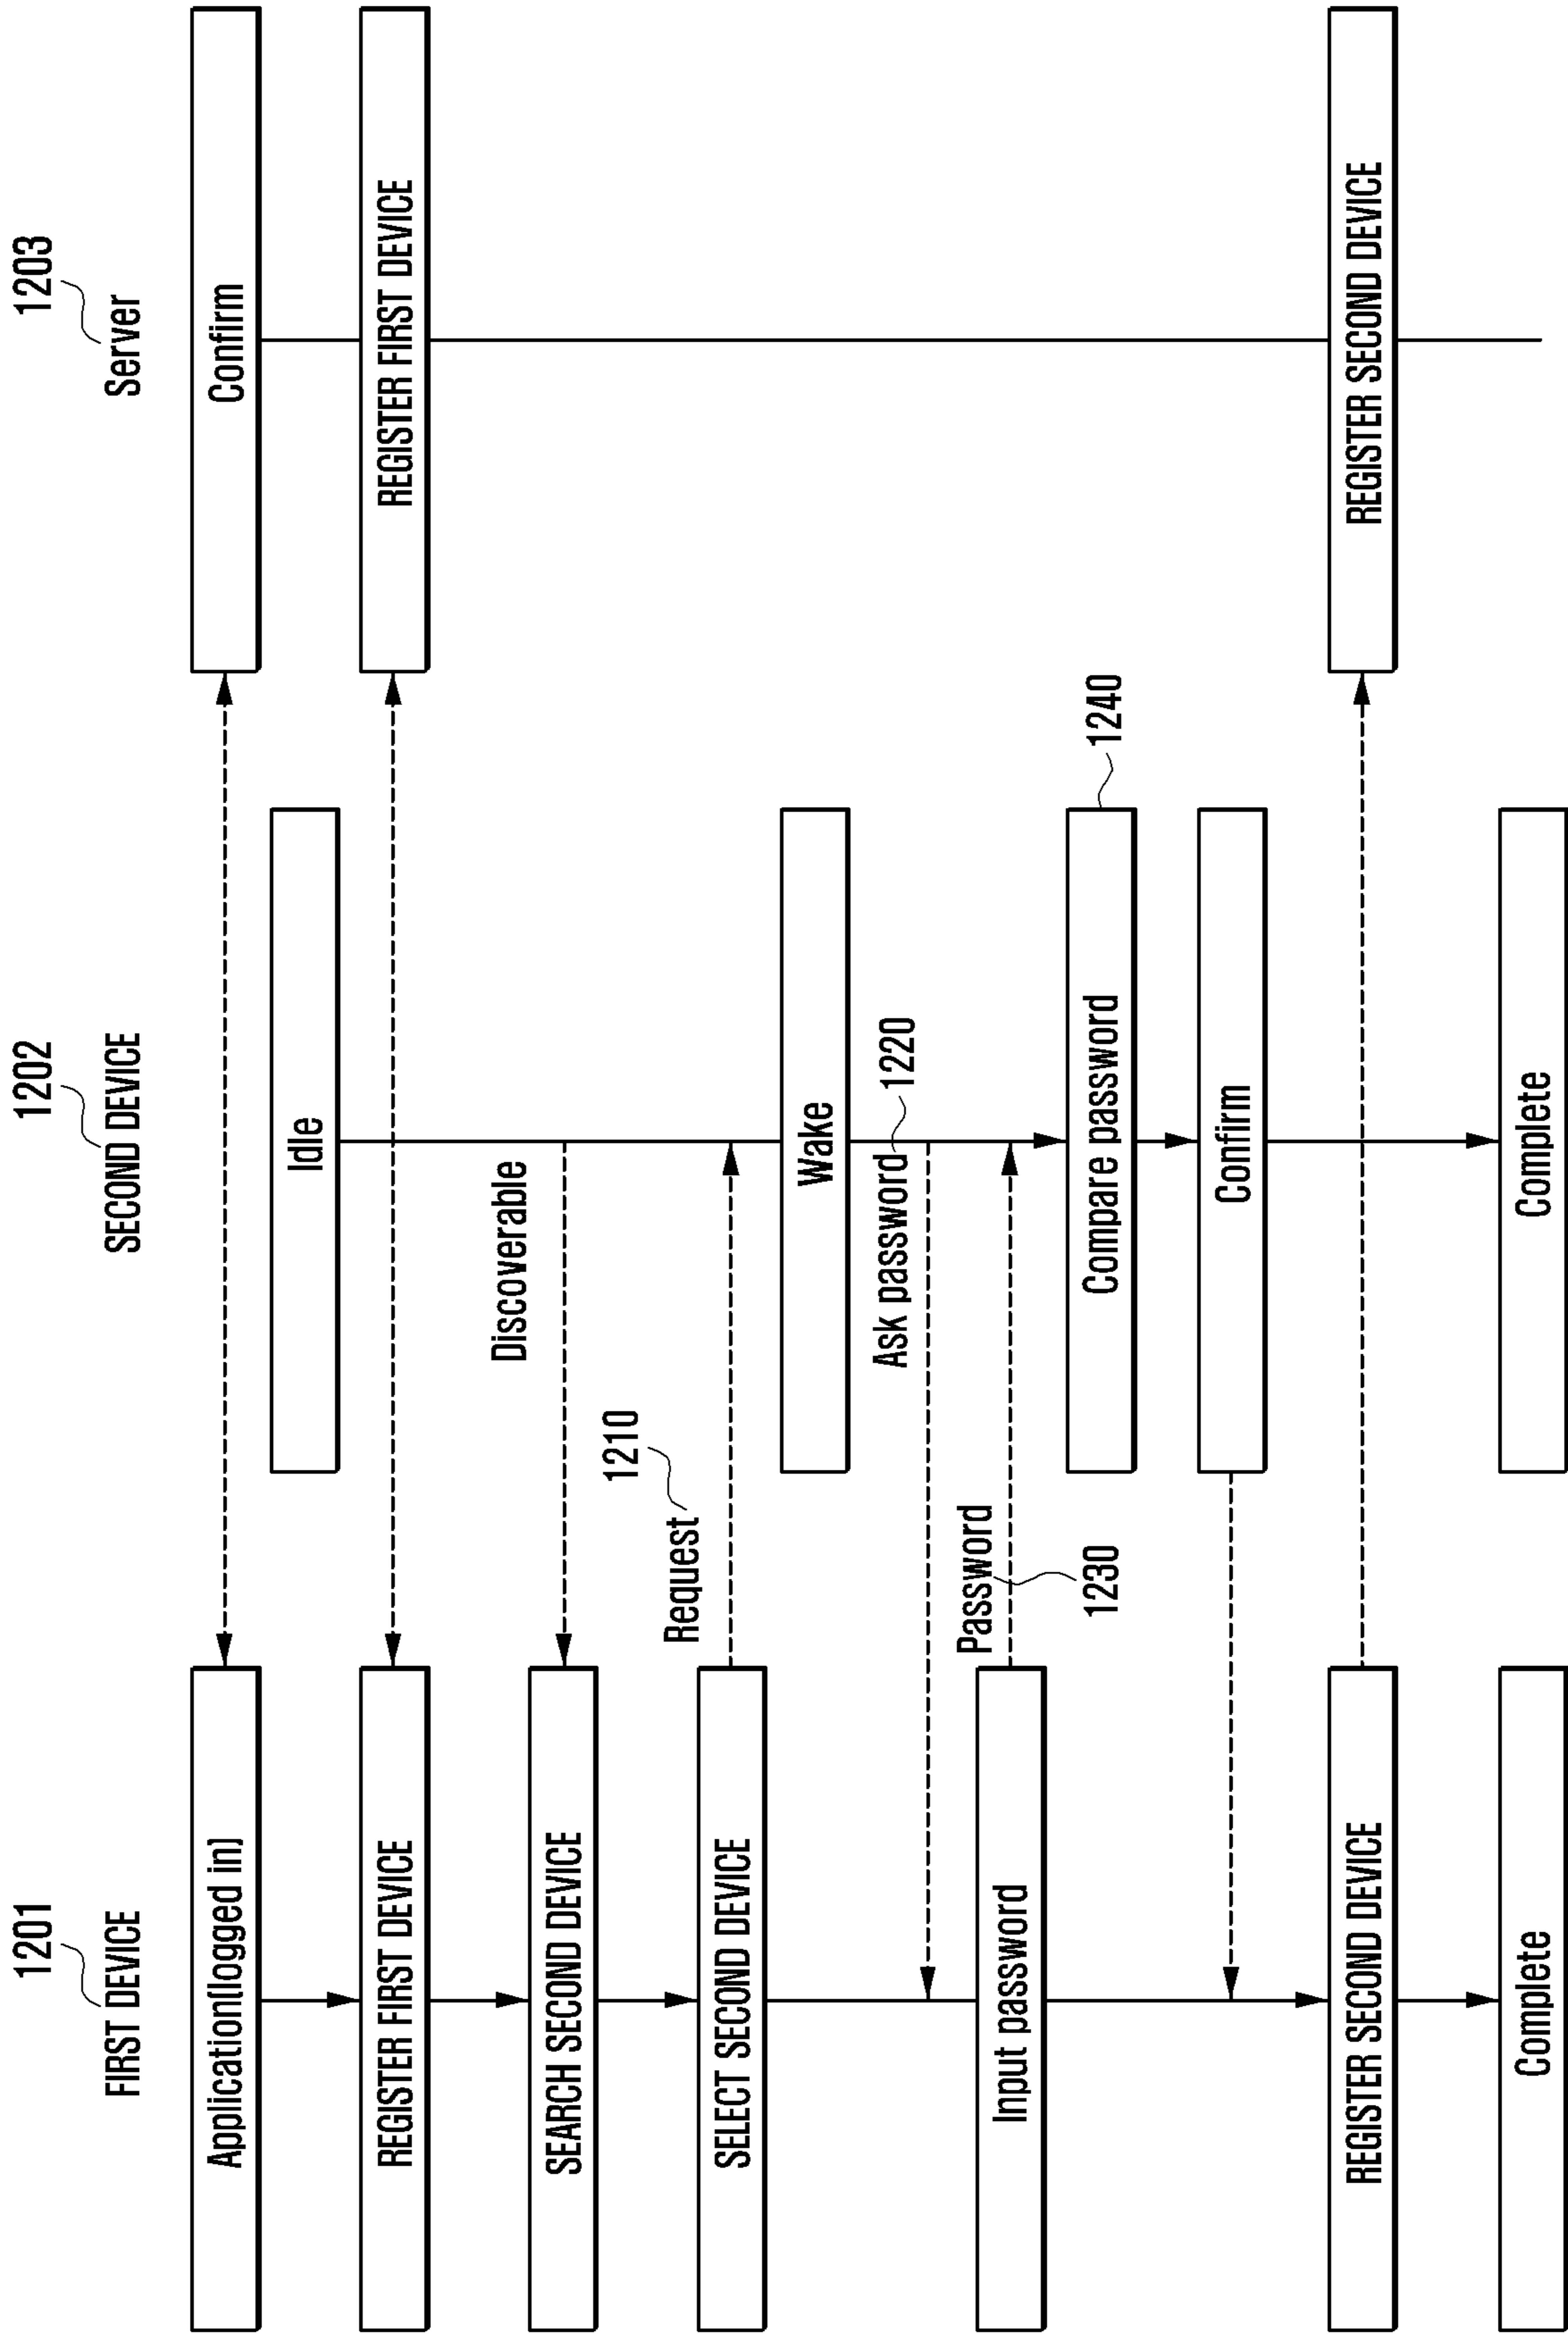 1201
FIRST DEVICE
1202
SECOND DEVICE
1203
Server
Application(logged in)
Confirm
Idle
REGISTER FIRST DEVICE
REGISTER FIRST DEVICE
Discoverable
SEARCH SECOND DEVICE
1210
Request
SELECT SECOND DEVICE
Wake
Ask password
1220
Password
1230
Input password
Compare password
1240
Confirm
REGISTER SECOND DEVICE
REGISTER SECOND DEVICE
Complete
Complete